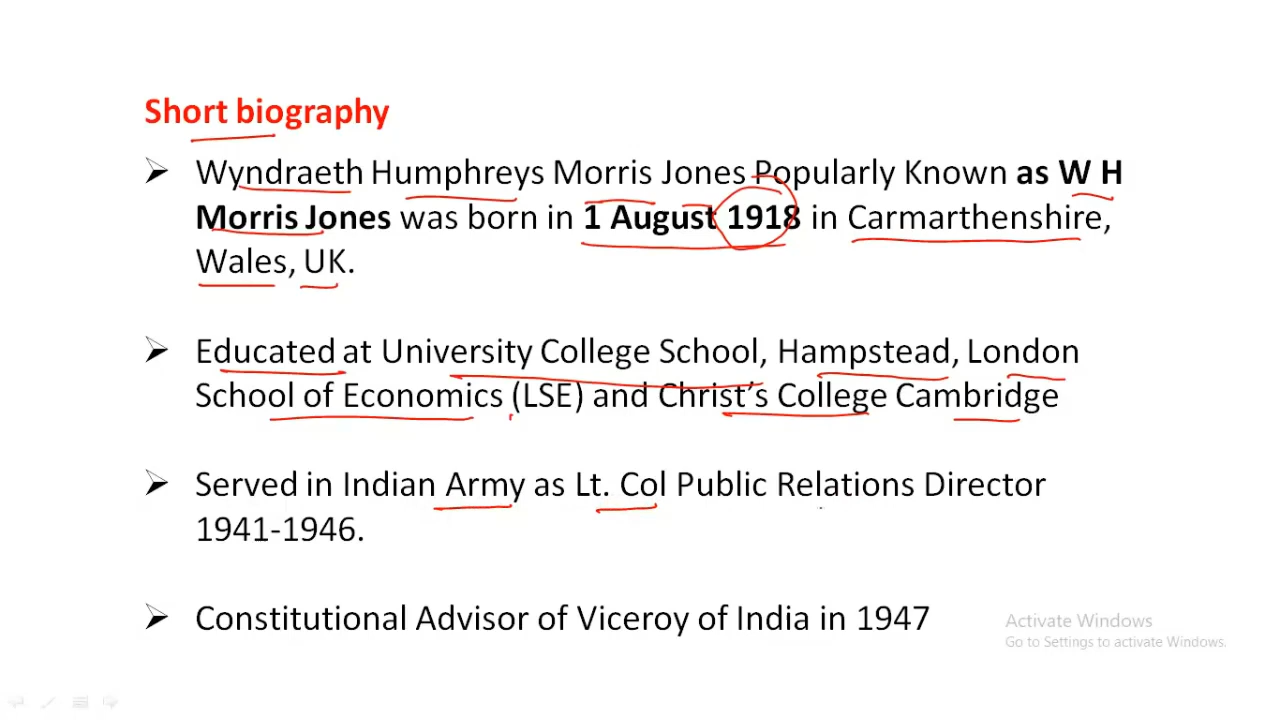 Short biography
➢ Wyndraeth Humphreys Morris Jones Popularly Known as W H
Morris Jones was born in 1 August 1918 in Carmarthenshire,
Wales, UK.
➢ Educated at University College School, Hampstead, London
School of Economics (LSE) and Christ's College Cambridge
➢ Served in Indian Army as Lt. Col Public Relations Director
1941-1946.
➢ Constitutional Advisor of Viceroy of India in 1947
Activate Windows
Go to Settings to activate Windows.